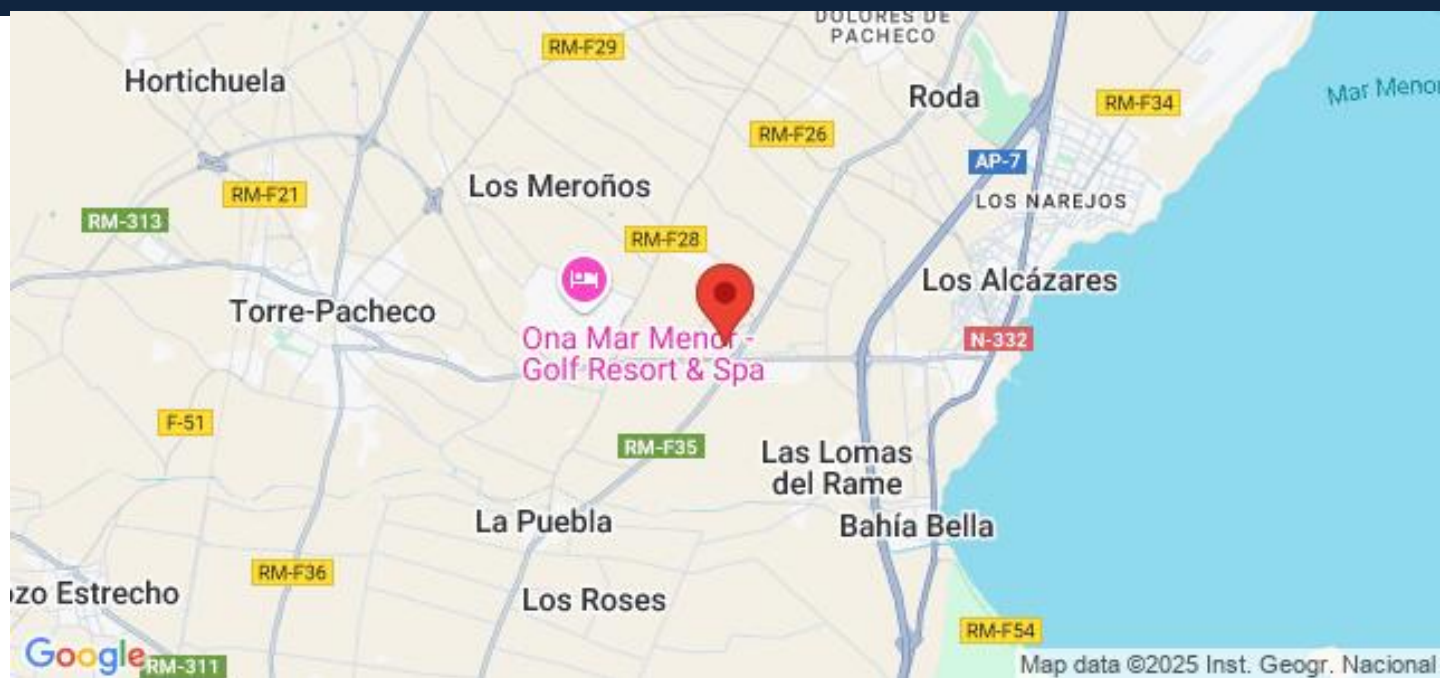 DOLORES DE
PACHECO
RM-F29
Hortichuela
Roda
Mar Menor
RM-F34
RM-F26
AP-7
Los Meroños
RM-F21
LOS NAREJOS
RM-313
RM-F28
Los Alcázares
Torre-Pacheco
Ona Mar Menor -
Golf Resort & Spa
N-332
F-51
RM-F35
Las Lomas
del Rame
La Puebla
Bahía Bella
RM-F36
ozo Estrecho
Los Roses
RM-F54
Google
RM-311
Map data ©2025 Inst. Geogr. Nacional